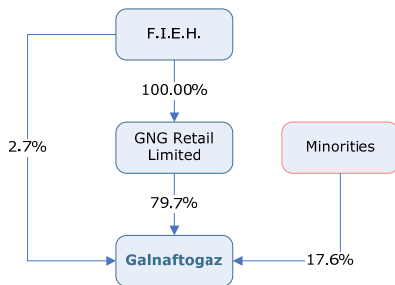 F.I.E.H.
100.00%
2.7%
GNG Retail
Limited
Minorities
79.7%
Galnaftogaz
17.6%